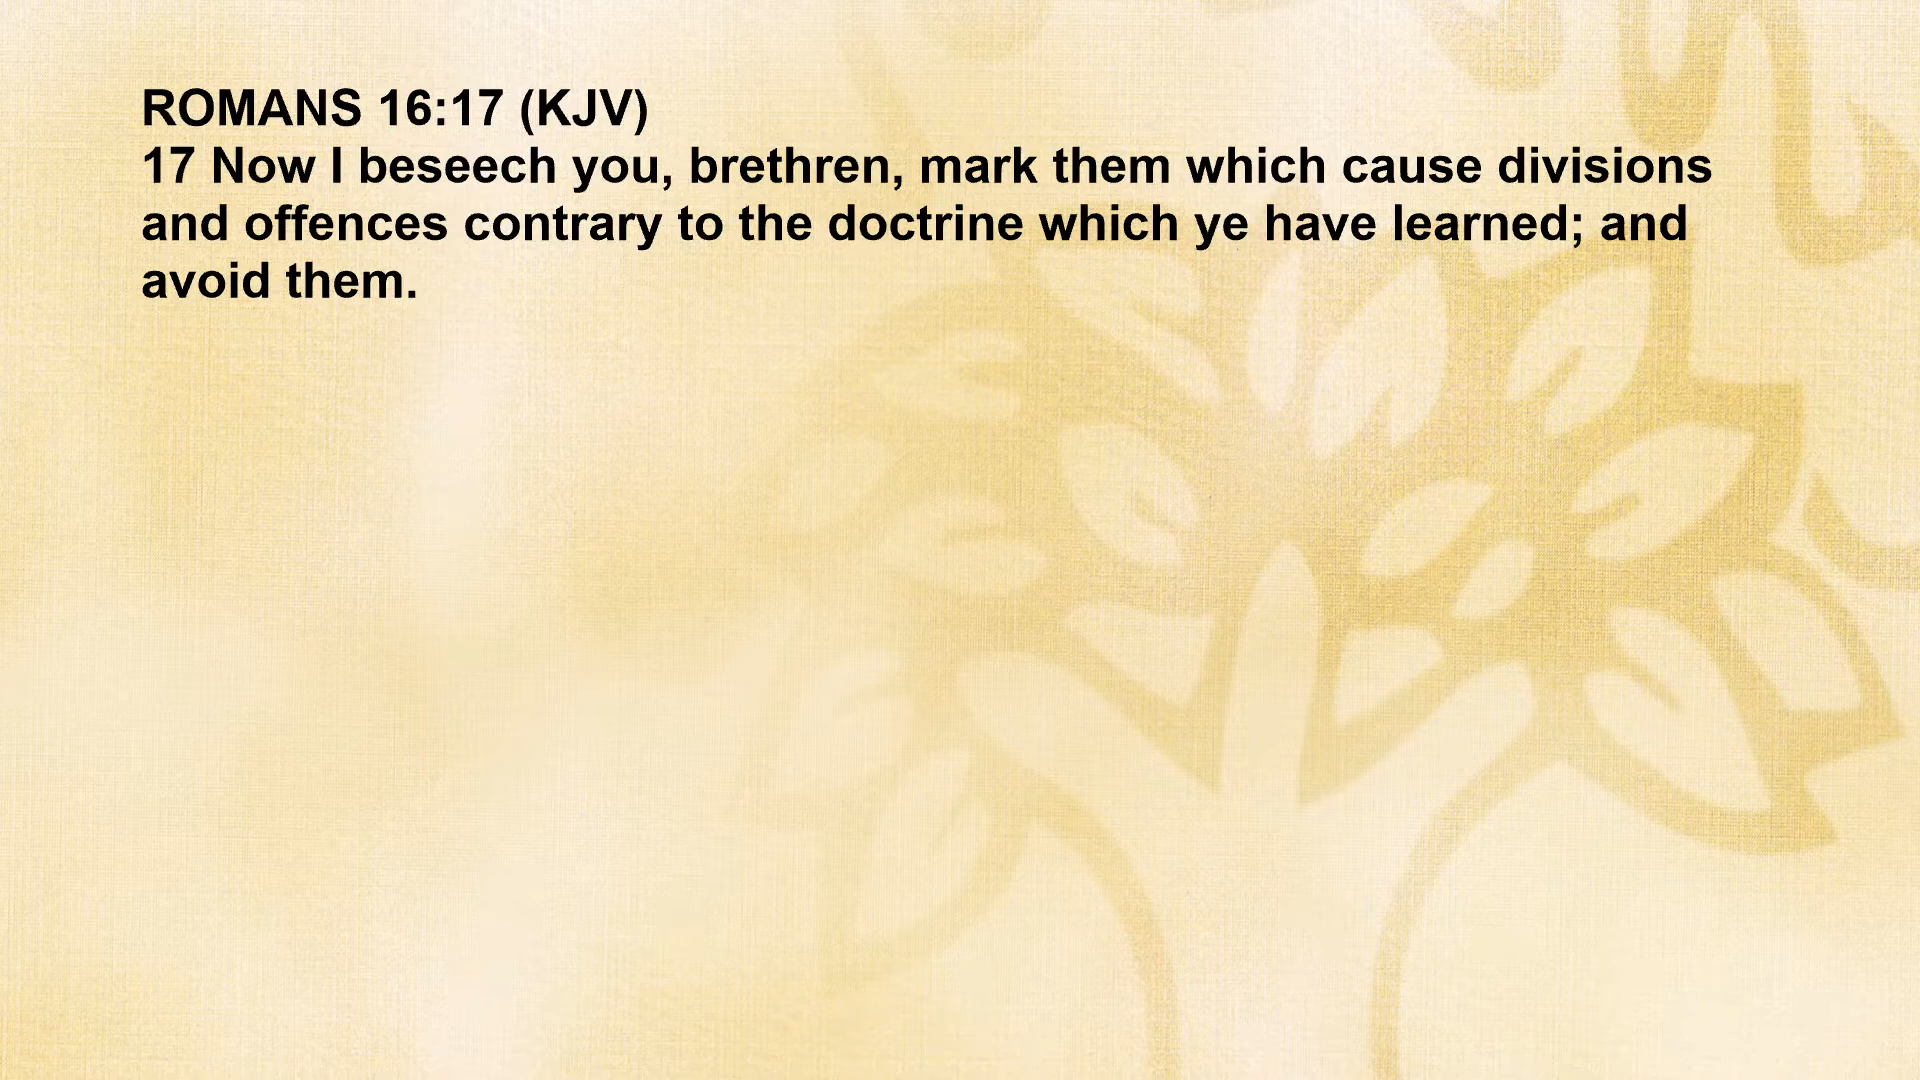 ROMANS 16:17 (KJV)
17 Now I beseech you, brethren, mark them which cause divisions
and offences contrary to the doctrine which ye have learned; and
avoid them.